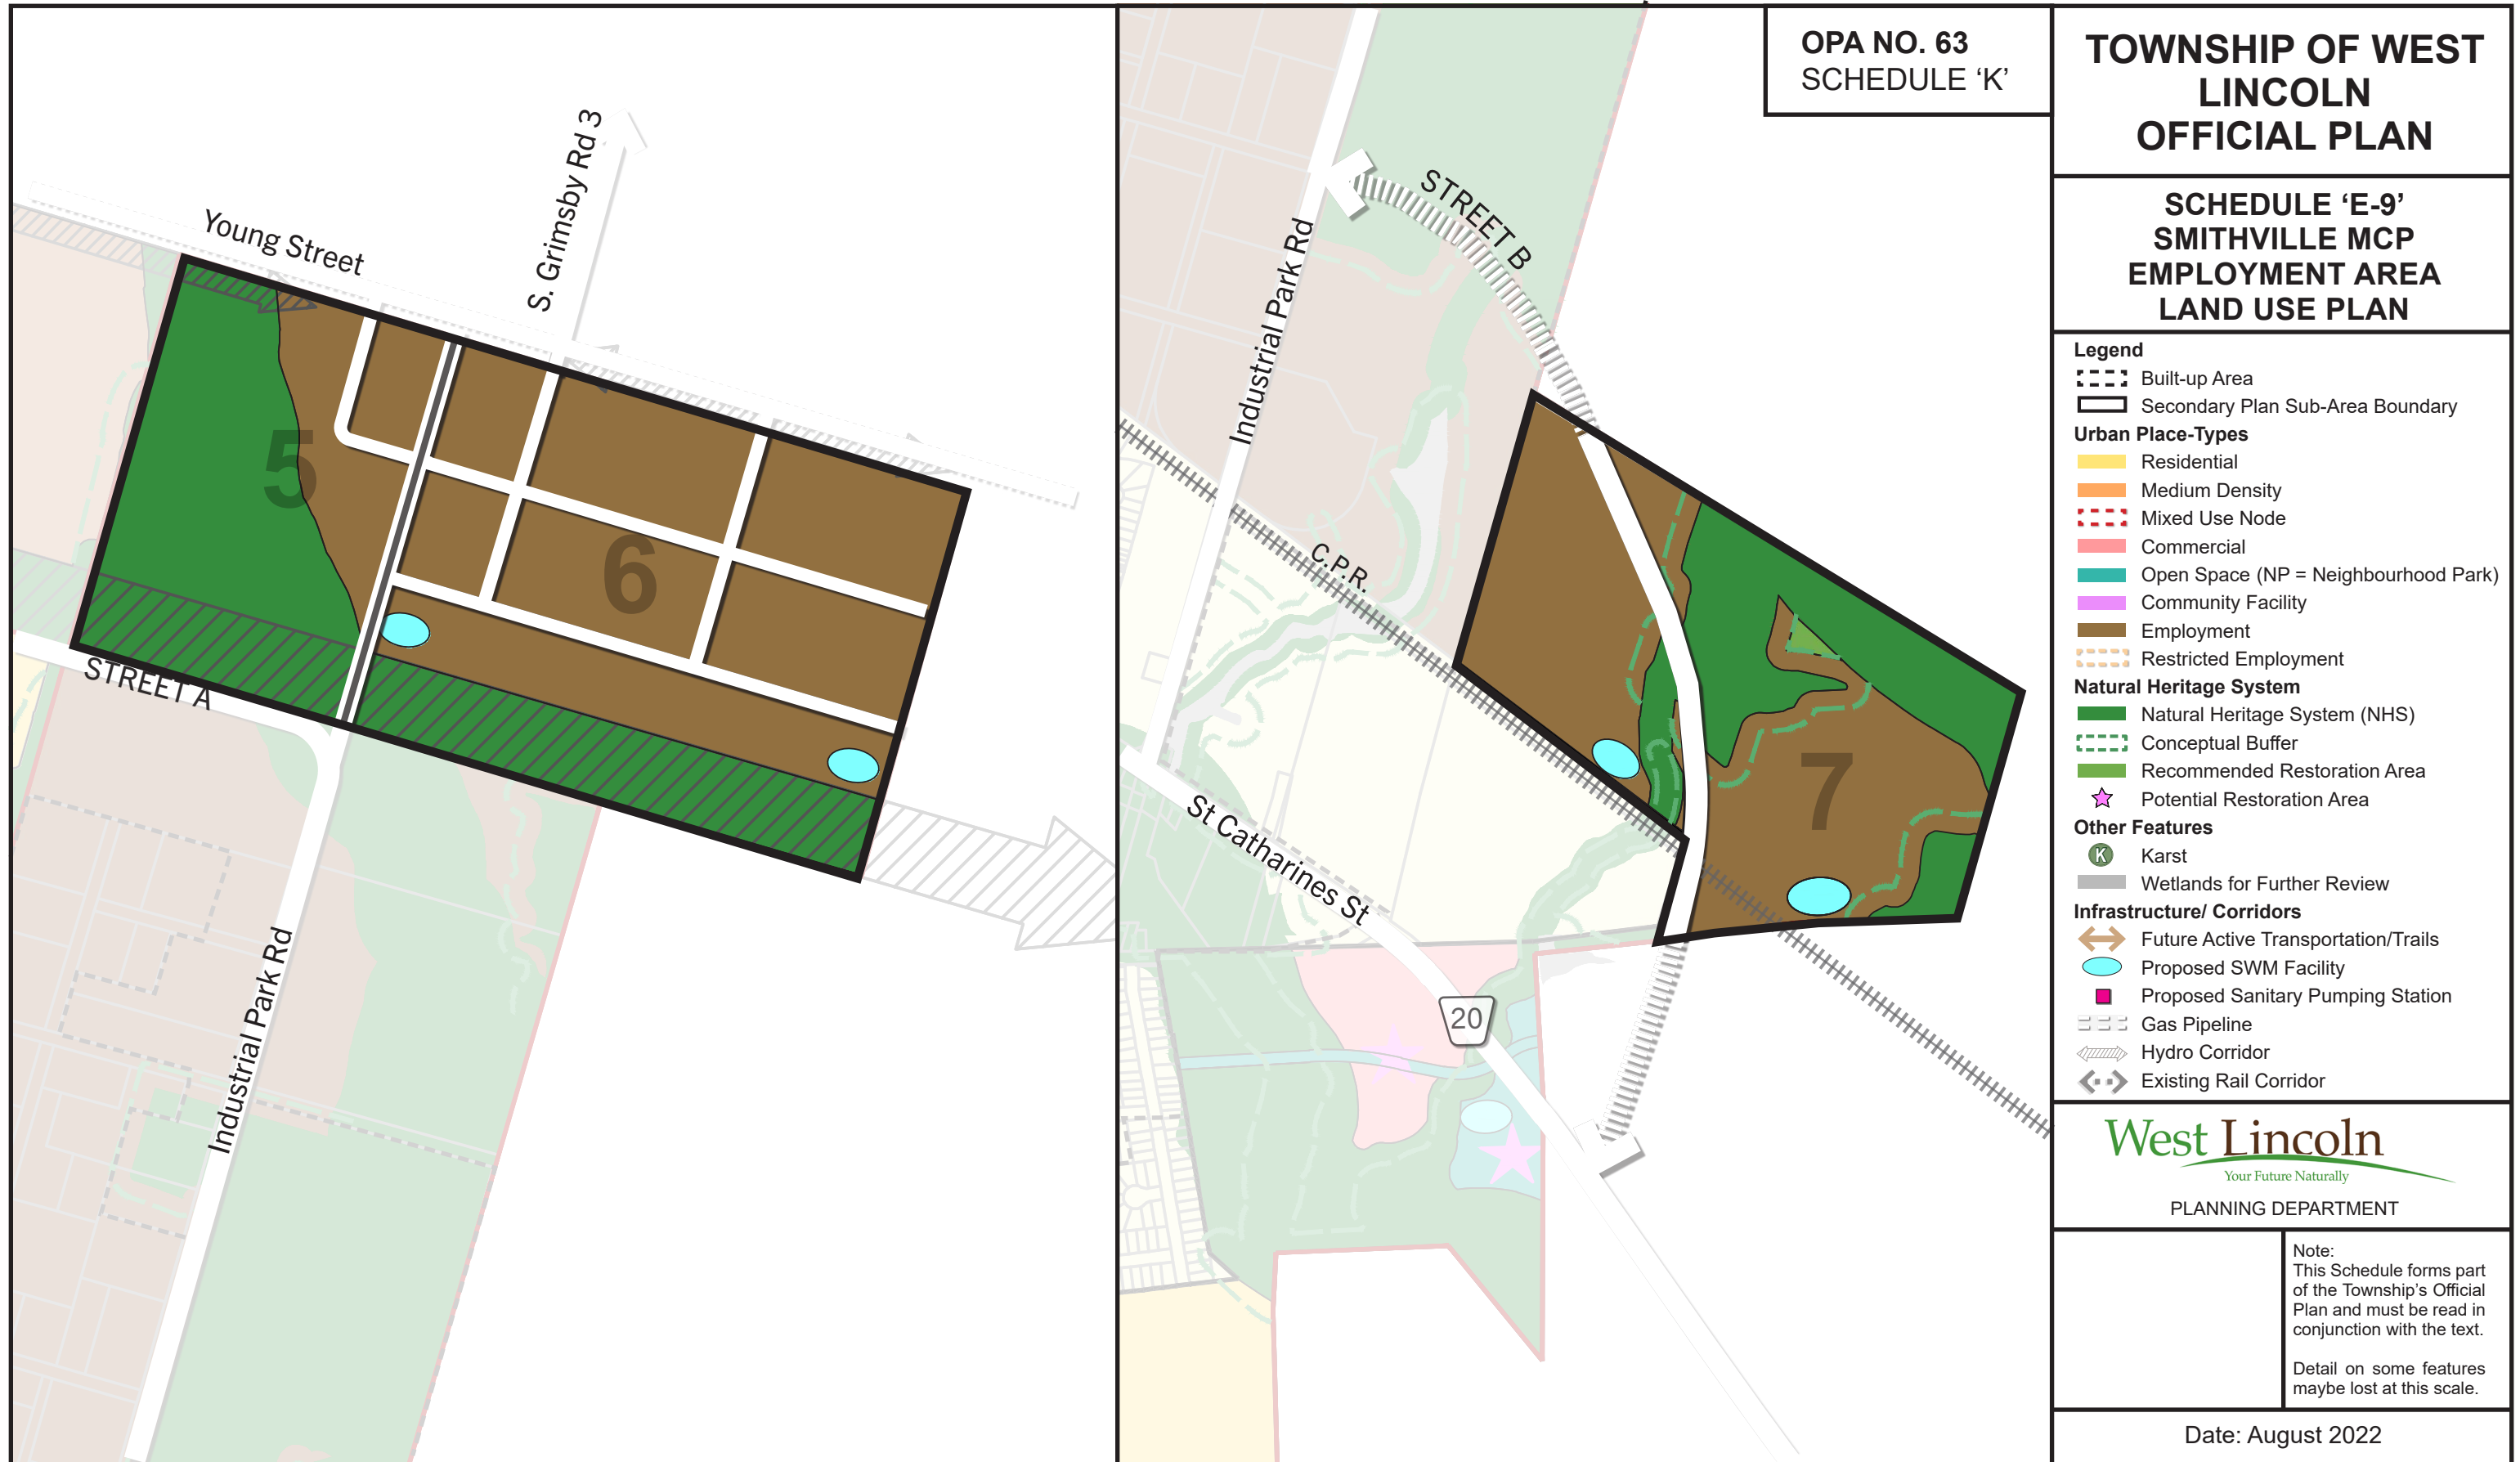 OPA NO. 63
SCHEDULE ‘K’
TOWNSHIP OF WEST
LINCOLN
OFFICIAL PLAN
SCHEDULE ‘E-9’
SMITHVILLE MCP
EMPLOYMENT AREA
LAND USE PLAN
Legend
Built-up Area
Secondary Plan Sub-Area Boundary
Urban Place-Types
Residential
Medium Density
Mixed Use Node
Commercial
Open Space (NP = Neighbourhood Park)
Community Facility
Employment
Restricted Employment
Natural Heritage System
Natural Heritage System (NHS)
Conceptual Buffer
Recommended Restoration Area
Potential Restoration Area
Other Features
K
Karst
Wetlands for Further Review
Infrastructure/ Corridors
Future Active Transportation/Trails
Proposed SWM Facility
Proposed Sanitary Pumping Station
Gas Pipeline
Hydro Corridor
Existing Rail Corridor
West Lincoln
Your Future Naturally
PLANNING DEPARTMENT
Note:
This Schedule forms part
of the Township's Official
Plan and must be read in
conjunction with the text.
Detail on some features
maybe lost at this scale.
Date: August 2022
Young Street
S. Grimsby Rd 3
5
6
STREET A
Industrial Park Rd
STREET B
Industrial Park Rd
C.P.R.
St Catharines St
7
20